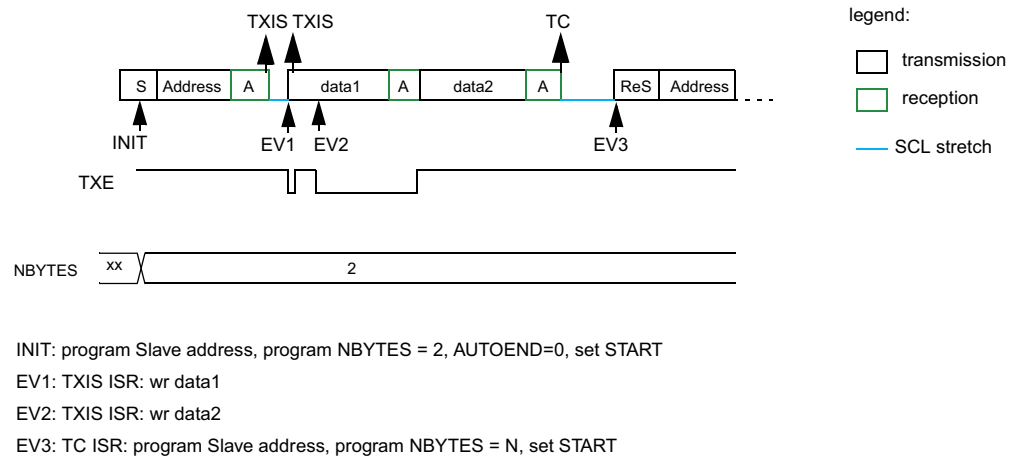 TXIS TXIS TC
legend:
transmission
reception
SCL stretch
S Address A data1 A data2 A ReS Address
INIT EV1 EV2 EV3
TXE
NBYTES xx 2
INIT: program Slave address, program NBYTES = 2, AUTOEND=0, set START
EV1: TXIS ISR: wr data1
EV2: TXIS ISR: wr data2
EV3: TC ISR: program Slave address, program NBYTES = N, set START